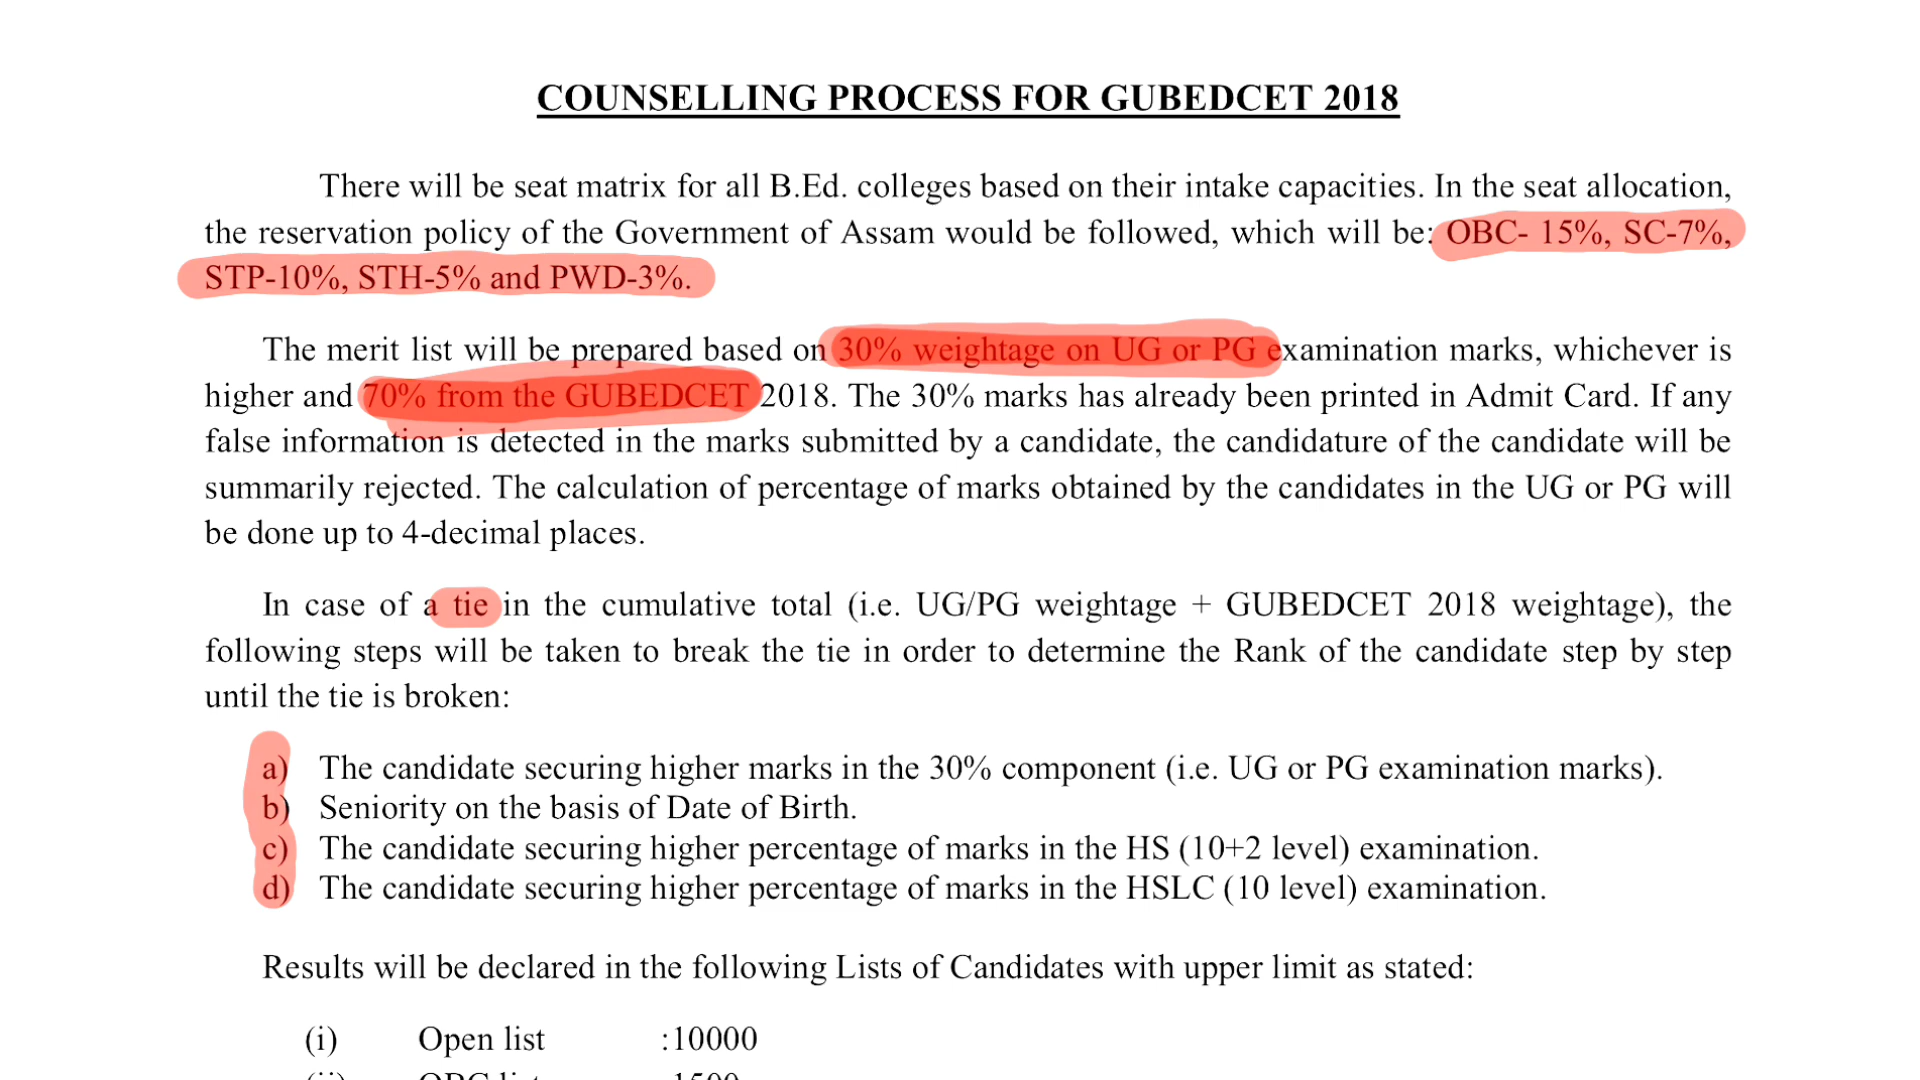 COUNSELLING PROCESS FOR GUBEDCET 2018
There will be seat matrix for all B.Ed. colleges based on their intake capacities. In the seat allocation,
the reservation policy of the Government of Assam would be followed, which will be: OBC- 15%, SC-7%,
STP-10%, STH-5% and PWD-3%.
The merit list will be prepared based on 30% weightage on UG or PG examination marks, whichever is
higher and 70% from the GUBEDCET 2018. The 30% marks has already been printed in Admit Card. If any
false information is detected in the marks submitted by a candidate, the candidature of the candidate will be
summarily rejected. The calculation of percentage of marks obtained by the candidates in the UG or PG will
be done up to 4-decimal places.
In case of a tie in the cumulative total (i.e. UG/PG weightage + GUBEDCET 2018 weightage), the
following steps will be taken to break the tie in order to determine the Rank of the candidate step by step
until the tie is broken:
a) The candidate securing higher marks in the 30% component (i.e. UG or PG examination marks).
b) Seniority on the basis of Date of Birth.
c) The candidate securing higher percentage of marks in the HS (10+2 level) examination.
d) The candidate securing higher percentage of marks in the HSLC (10 level) examination.
Results will be declared in the following Lists of Candidates with upper limit as stated:
(i) Open list :10000